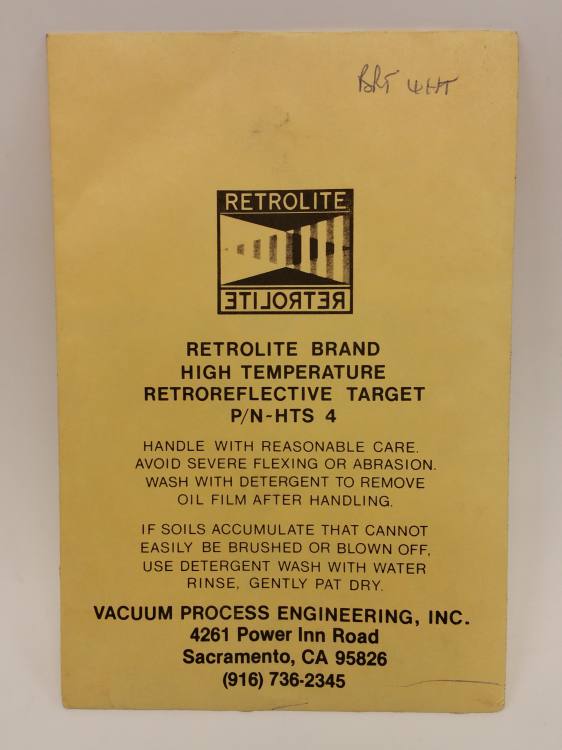 BRT WHT
RETROLITE
RETROLITE
RETROLITE BRAND
HIGH TEMPERATURE
RETROREFLECTIVE TARGET
P/N-HTS 4
HANDLE WITH REASONABLE CARE.
AVOID SEVERE FLEXING OR ABRASION.
WASH WITH DETERGENT TO REMOVE
OIL FILM AFTER HANDLING.
IF SOILS ACCUMULATE THAT CANNOT
EASILY BE BRUSHED OR BLOWN OFF,
USE DETERGENT WASH WITH WATER
RINSE, GENTLY PAT DRY.
VACUUM PROCESS ENGINEERING, INC.
4261 Power Inn Road
Sacramento, CA 95826
(916) 736-2345